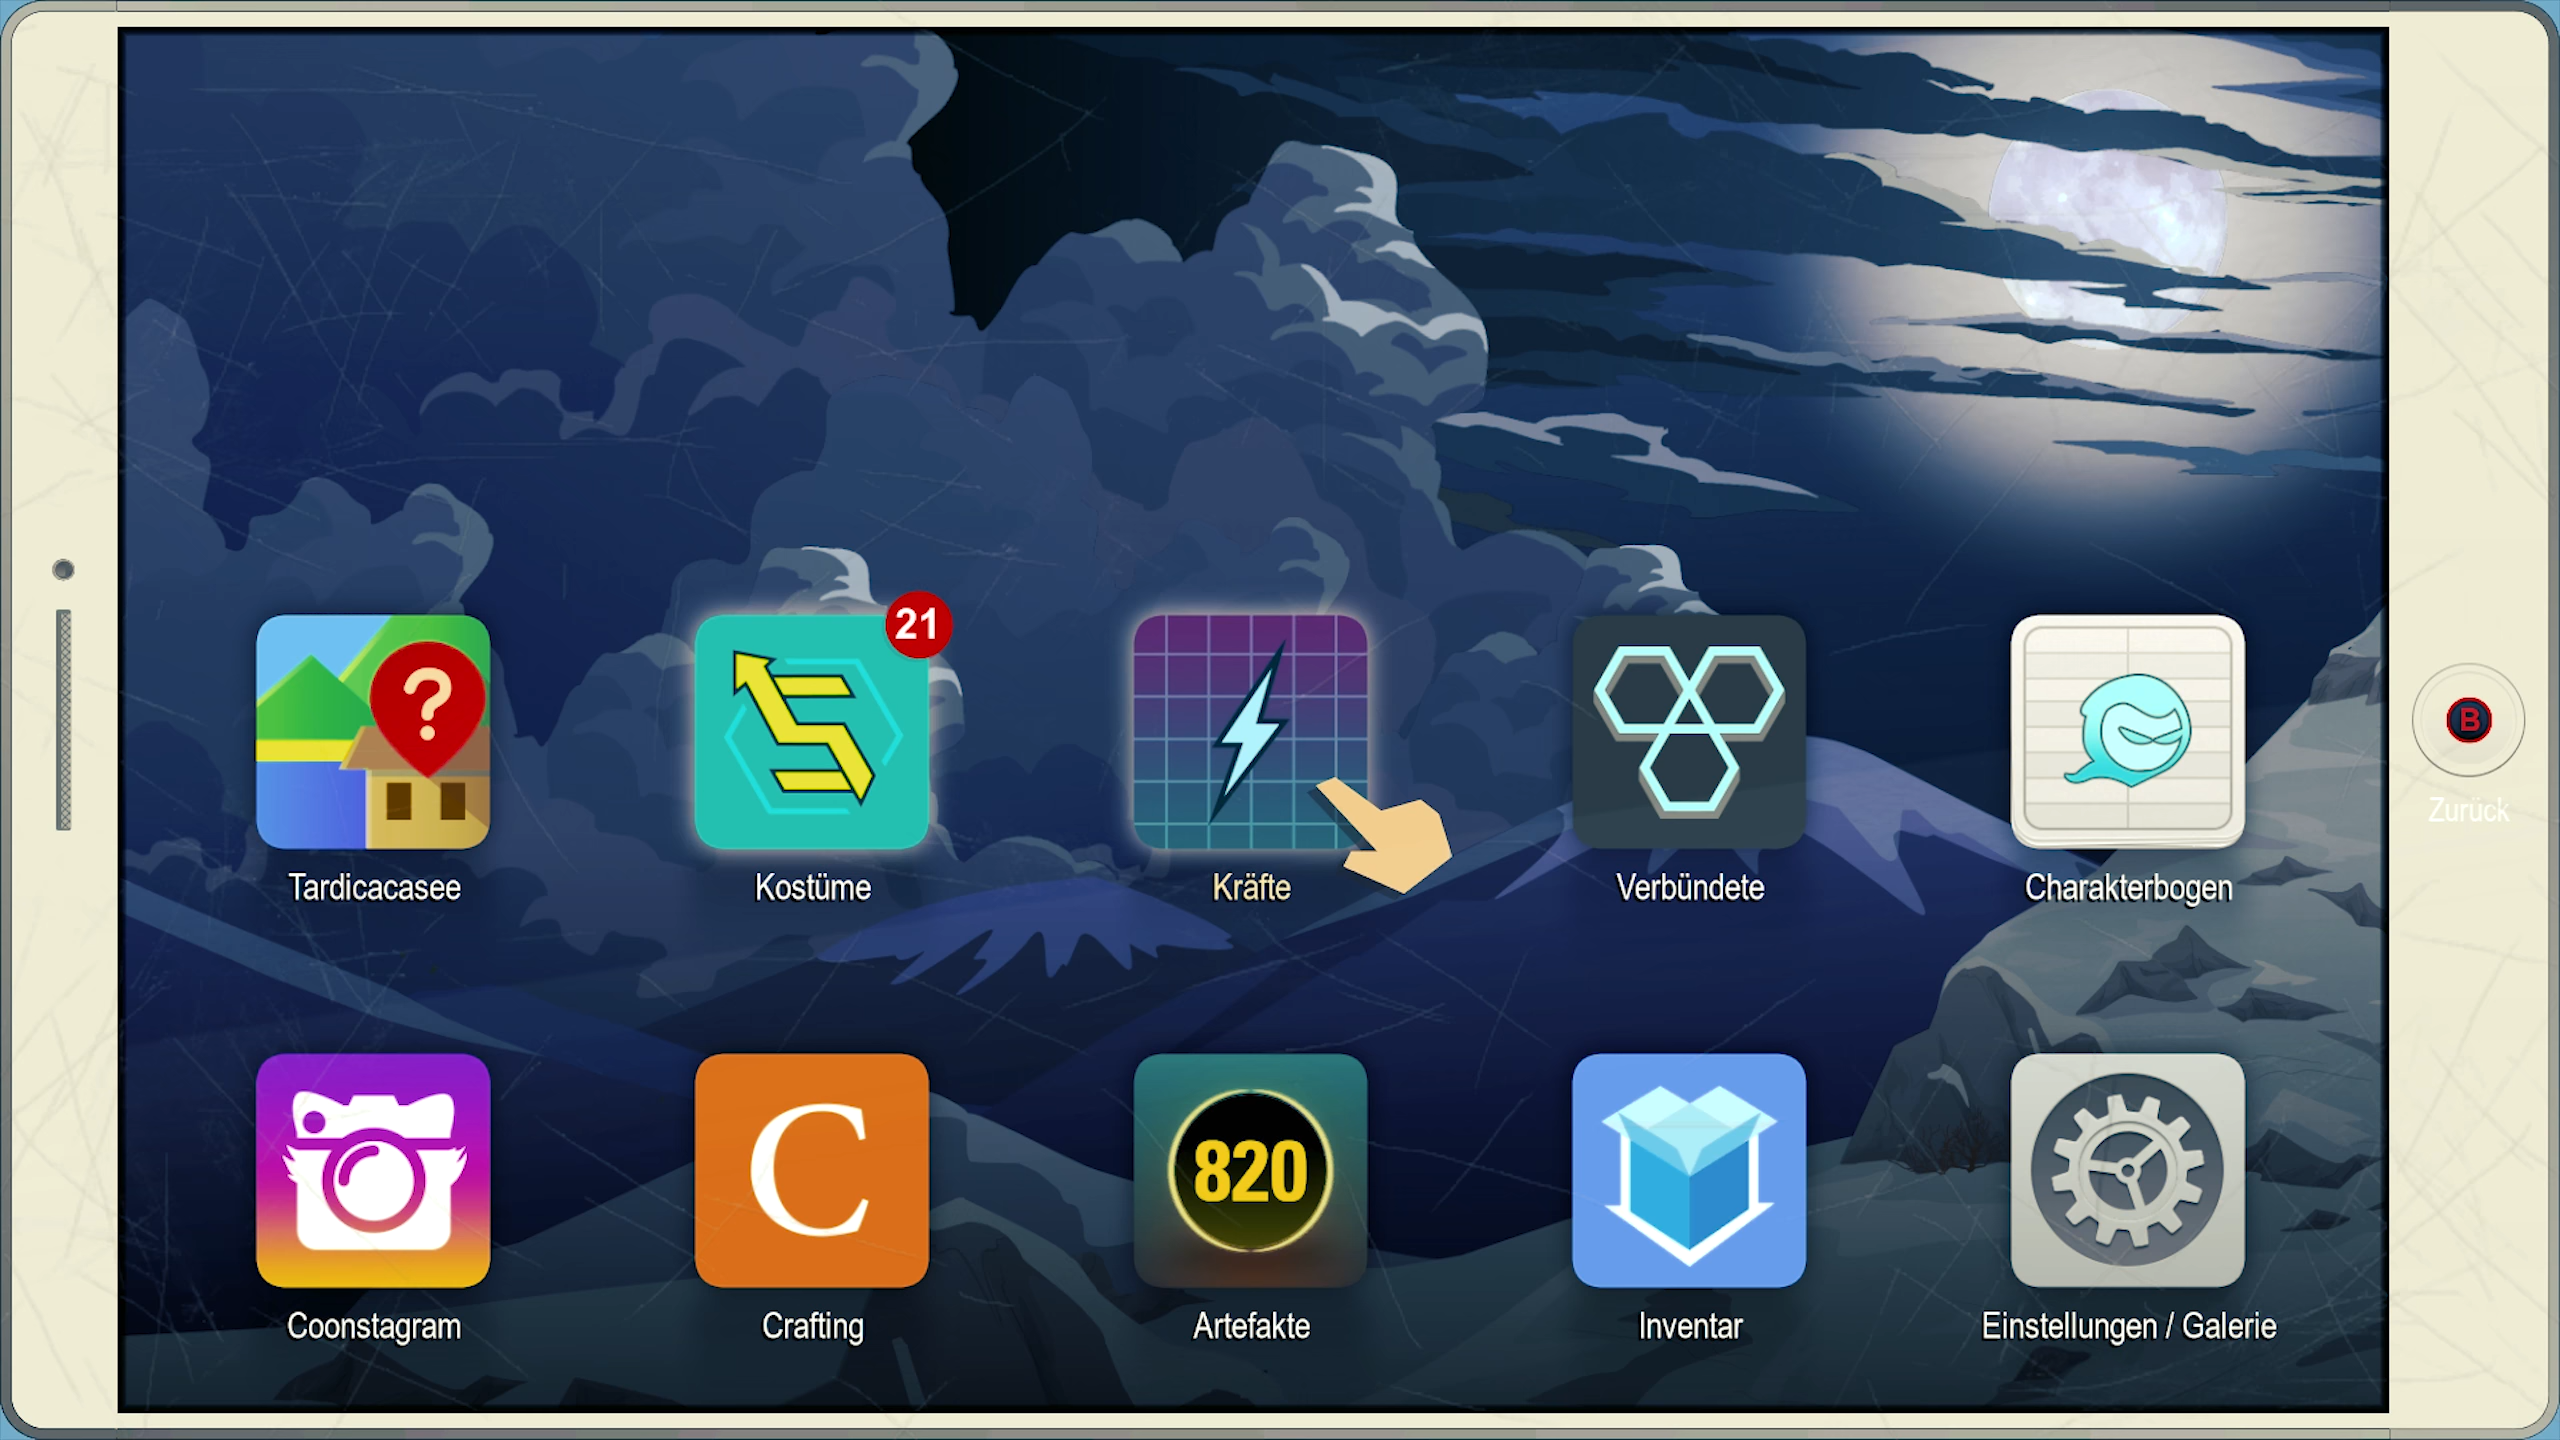 21
?
Tardicacasee
Kostüme
Kräfte
Verbündete
Charakterbogen
B
Zurück
C
820
Coonstagram
Crafting
Artefakte
Inventar
Einstellungen / Galerie